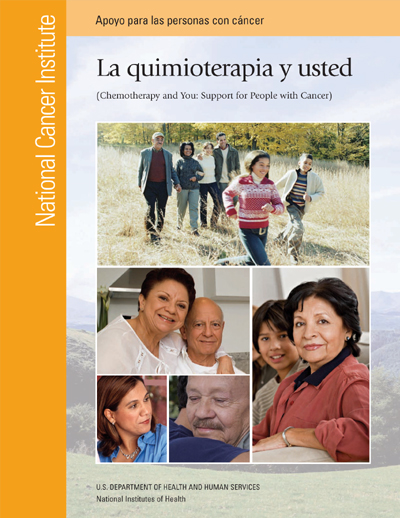 National Cancer Institute
Apoyo para las personas con cáncer
La quimioterapia y usted
(Chemotherapy and You: Support for People with Cancer)
U.S. DEPARTMENT OF HEALTH AND HUMAN SERVICES
National Institutes of Health